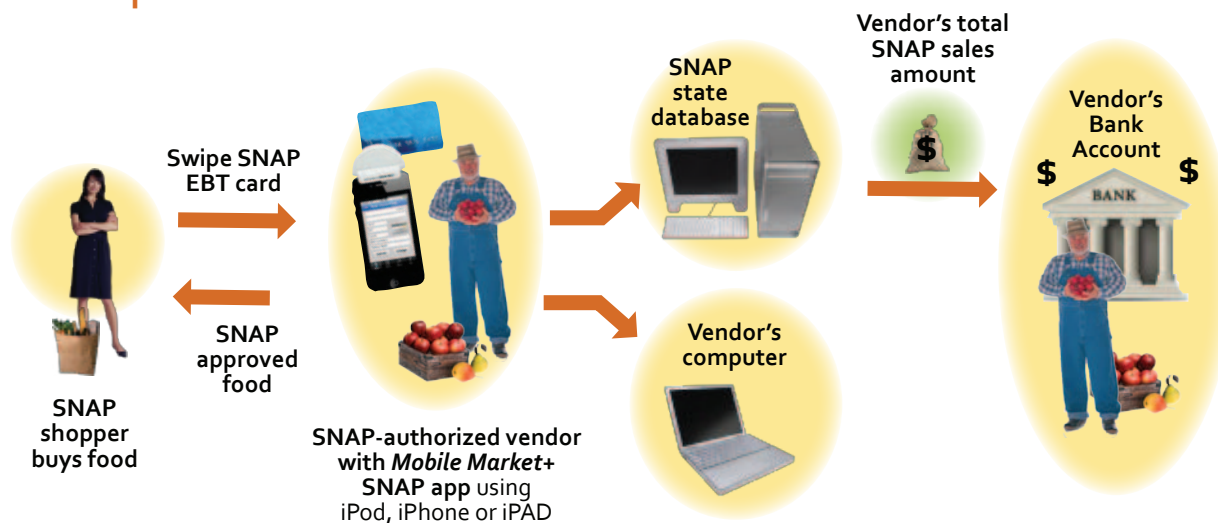 SNAP
shopper
buys food
Swipe SNAP
EBT card
SNAP
approved
food
SNAP-authorized vendor
with Mobile Market+
SNAP app using
iPod, iPhone or iPAD
SNAP
state
database
Vendor's
computer
Vendor's total
SNAP sales
amount
$
Vendor's
Bank
Account
$
$
BANK